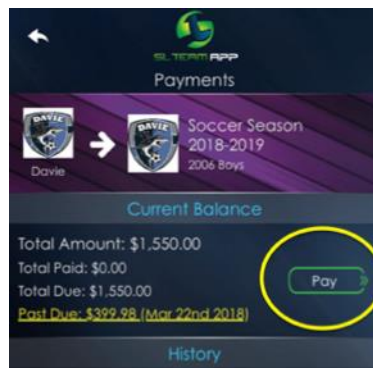 SL TEAM APP
Payments
DAVIE
DAVIE
Soccer Season
2018-2019
2006 Boys
Davie
Current Balance
Total Amount: $1,550.00
Total Paid: $0.00
Total Due: $1,550.00
Past Due: $399.98 (Mar 22nd 2018)
Pay
History